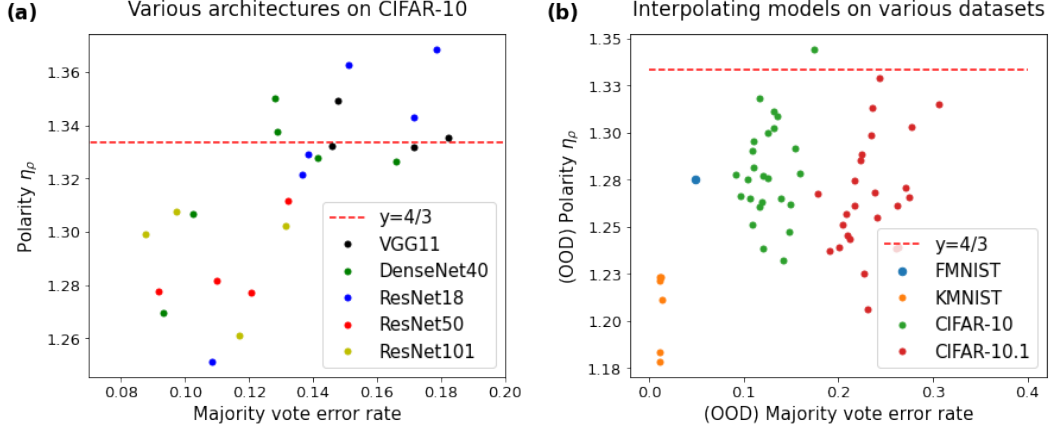 (a) Various architectures on CIFAR-10
Polarity ηρ
1.36
1.34
1.32
1.30
1.28
1.26
y=4/3
VGG11
DenseNet40
ResNet18
ResNet50
ResNet101
0.08 0.10 0.12 0.14 0.16 0.18 0.20
Majority vote error rate
(b) Interpolating models on various datasets
(OOD) Polarity ηρ
1.35
1.33
1.30
1.28
1.25
1.23
1.20
1.18
y=4/3
FMNIST
KMNIST
CIFAR-10
CIFAR-10.1
0.0 0.1 0.2 0.3 0.4
(OOD) Majority vote error rate